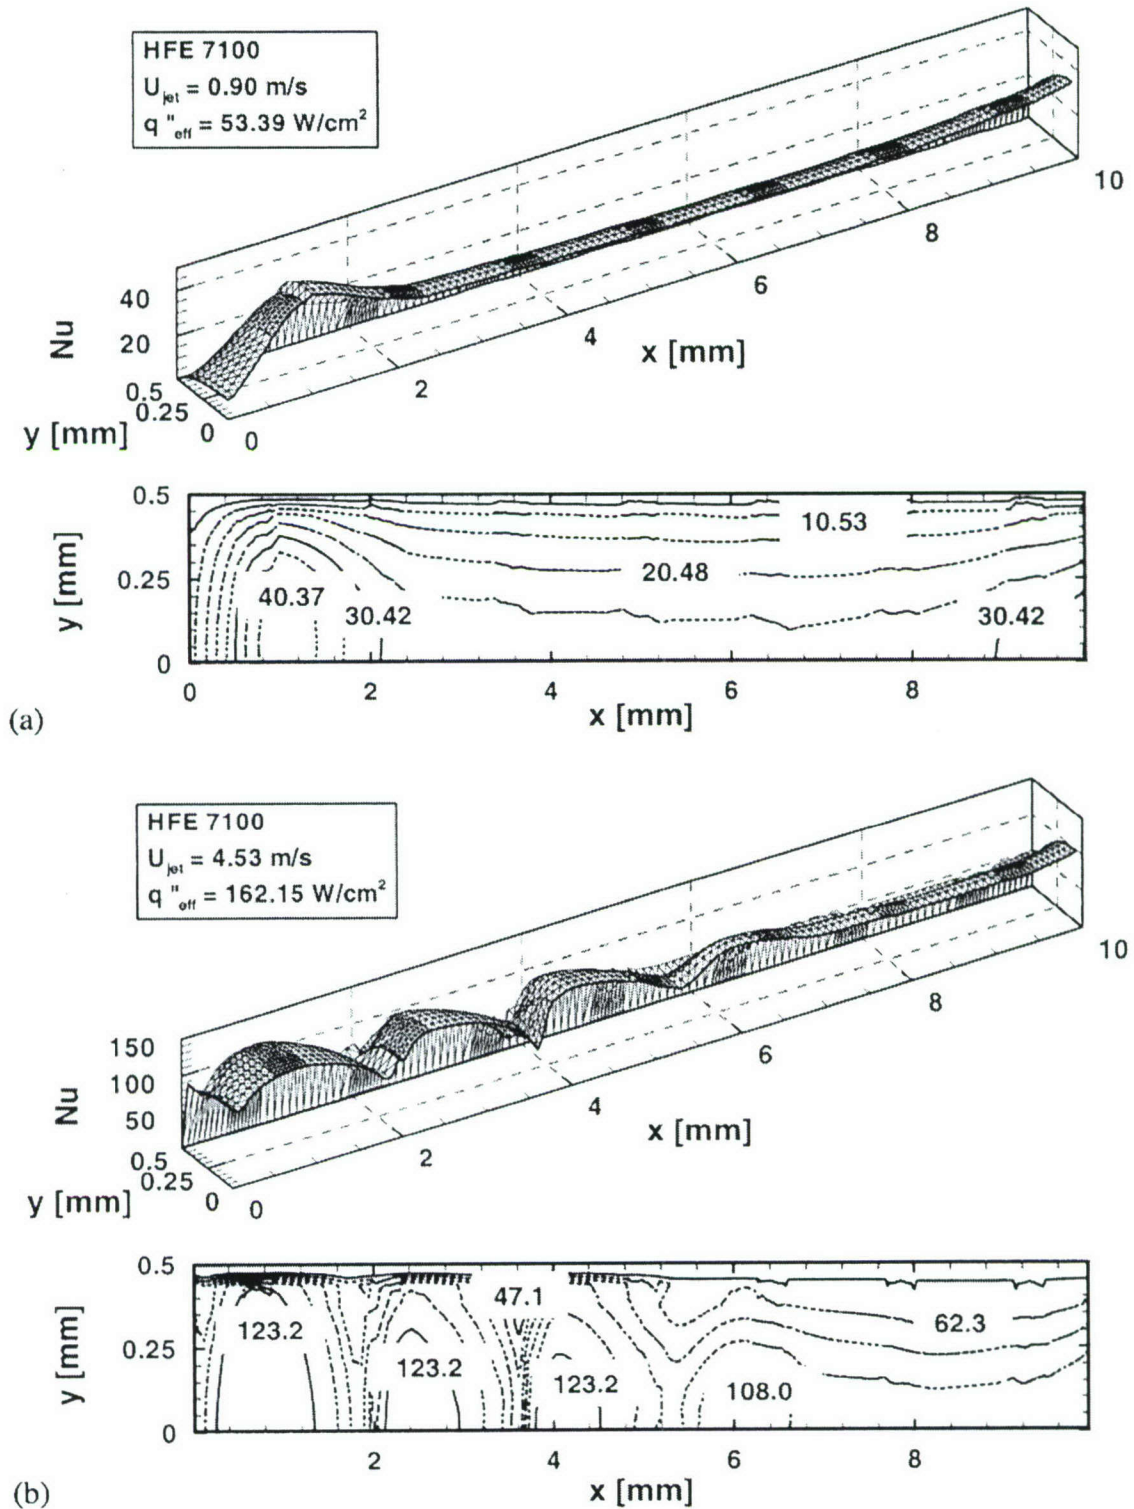 HFE 7100
U_jet = 0.90 m/s
q "_eff = 53.39 W/cm²
40
20
Nu
0.5
0.25
0
y [mm]
0
2
4
6
8
10
x [mm]
0.5
0.25
0
y [mm]
40.37
30.42
20.48
10.53
30.42
0
2
4
6
8
x [mm]
(a)
HFE 7100
U_jet = 4.53 m/s
q "_eff = 162.15 W/cm²
150
100
50
Nu
0.5
0.25
0
y [mm]
0
2
4
6
8
10
x [mm]
0.5
0.25
0
y [mm]
123.2
123.2
47.1
123.2
108.0
62.3
2
4
6
8
x [mm]
(b)